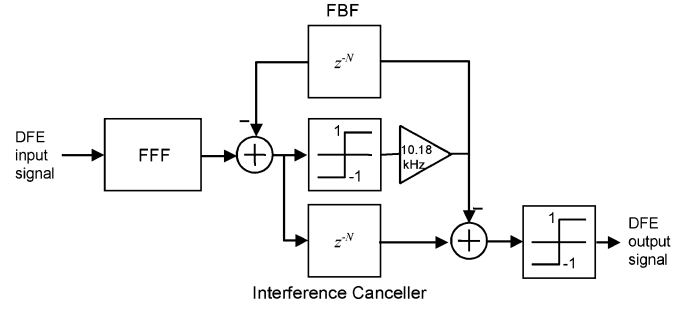 FBF
z^-N
DFE
input
signal
FFF
1
-1
10.18
kHz
z^-N
1
-1
DFE
output
signal
Interference Canceller